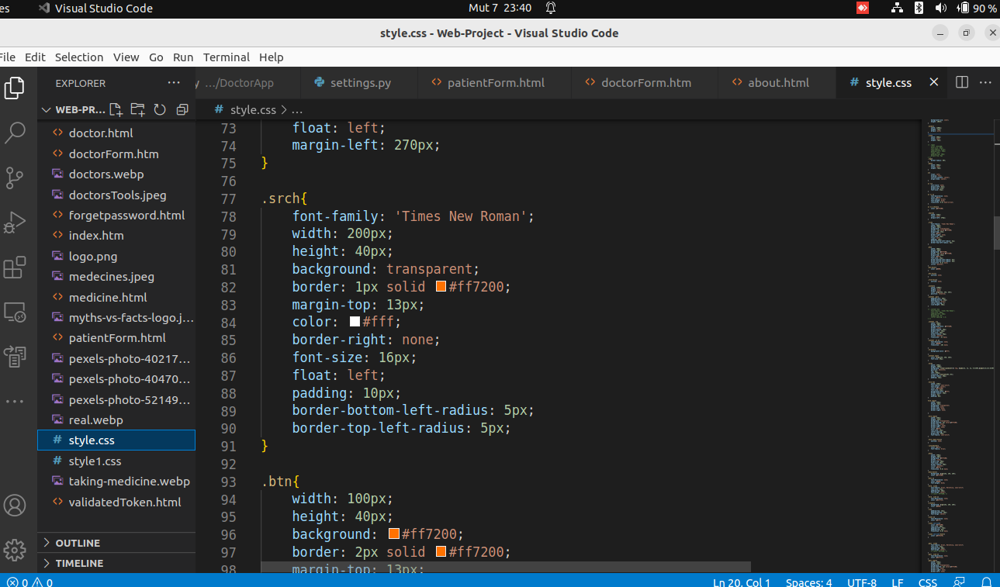 es Visual Studio Code Mut 7 23:40 90 %
style.css - Web-Project - Visual Studio Code
File Edit Selection View Go Run Terminal Help
EXPLORER ··· y .../DoctorApp settings.py patientForm.html doctorForm.htm about.html # style.css
WEB-PR... # style.css > ...
doctor.html
doctorForm.htm
doctors.webp
doctorsTools.jpeg
forgetpassword.html
index.htm
logo.png
medecines.jpeg
medicine.html
myths-vs-facts-logo.j...
patientForm.html
pexels-photo-40217...
pexels-photo-40470...
pexels-photo-52149...
real.webp
# style.css
# style1.css
taking-medicine.webp
validatedToken.html
OUTLINE
TIMELINE
73 float: left;
74 margin-left: 270px;
75 }
76
77 .srch{
78 font-family: 'Times New Roman';
79 width: 200px;
80 height: 40px;
81 background: transparent;
82 border: 1px solid #ff7200;
83 margin-top: 13px;
84 color: #fff;
85 border-right: none;
86 font-size: 16px;
87 float: left;
88 padding: 10px;
89 border-bottom-left-radius: 5px;
90 border-top-left-radius: 5px;
91 }
92
93 .btn{
94 width: 100px;
95 height: 40px;
96 background: #ff7200;
97 border: 2px solid #ff7200;
98 margin-top: 13px;
0 0 Ln 20, Col 1 Spaces: 4 UTF-8 LF CSS